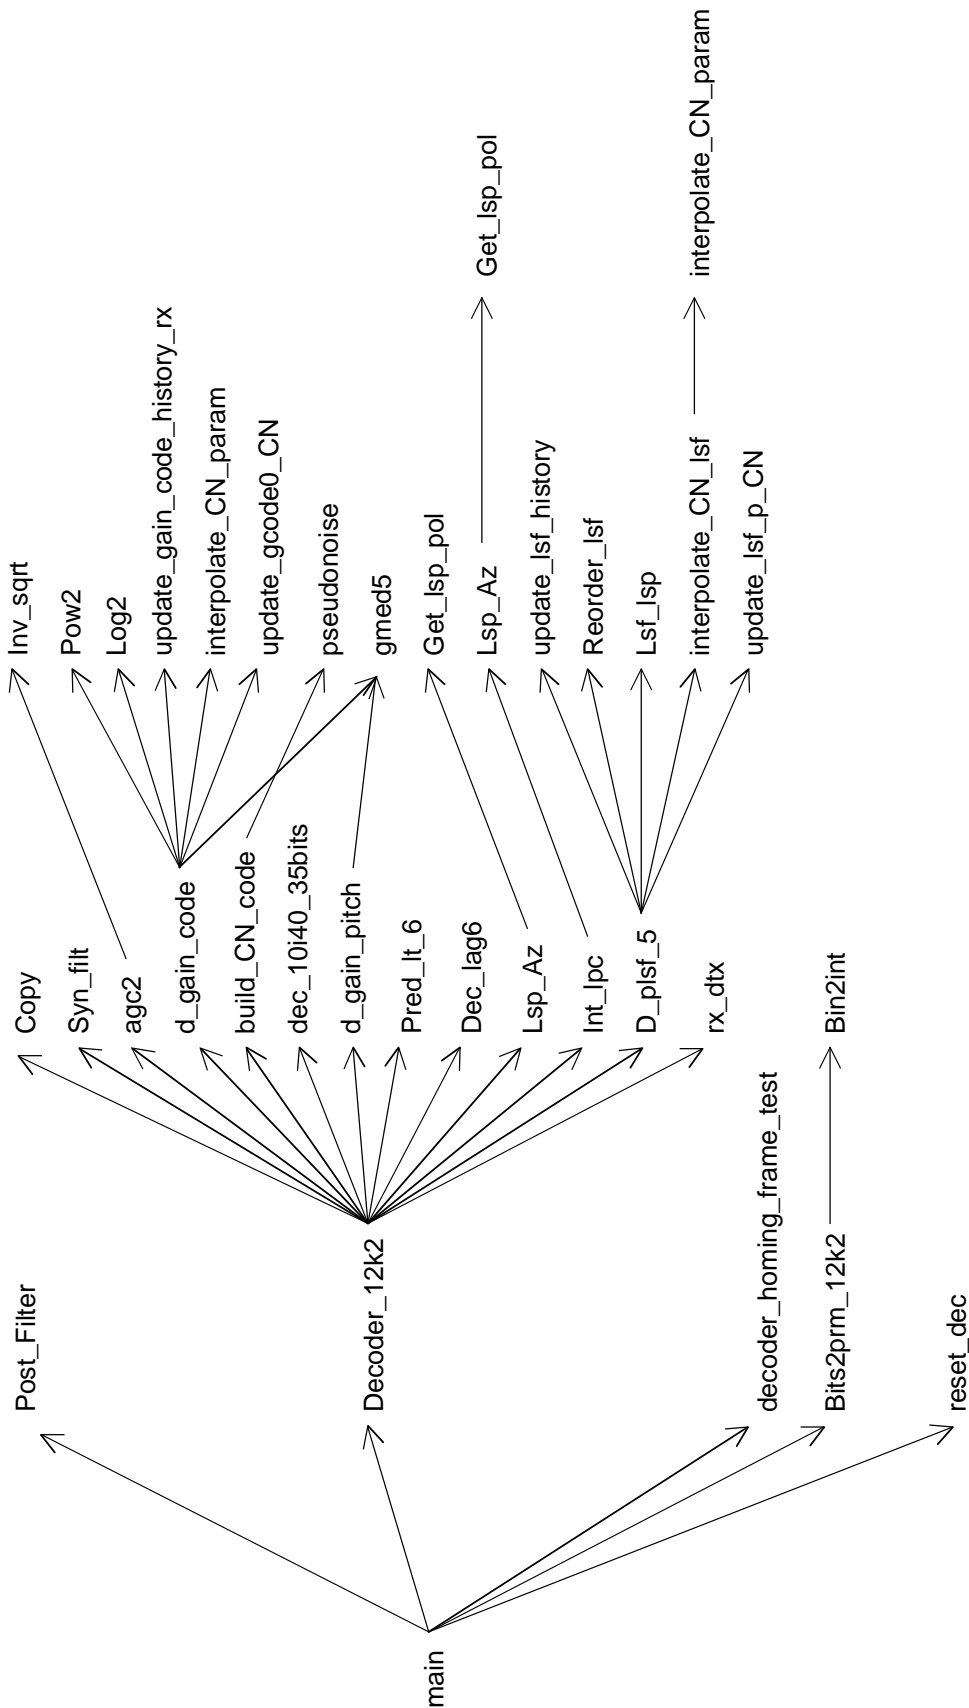 main
Post_Filter
Decoder_12k2
decoder_homing_frame_test
Bits2prm_12k2
reset_dec
Copy
Syn_filt
agc2
d_gain_code
build_CN_code
dec_10i40_35bits
d_gain_pitch
Pred_lt_6
Dec_lag6
Lsp_Az
Int_lpc
D_plsf_5
rx_dtx
Bin2int
Inv_sqrt
Pow2
Log2
update_gain_code_history_rx
interpolate_CN_param
update_gcode0_CN
pseudonoise
gmed5
Get_lsp_pol
Lsp_Az
update_lsf_history
Reorder_lsf
Lsf_lsp
interpolate_CN_lsf
update_lsf_p_CN
Get_lsp_pol
interpolate_CN_param